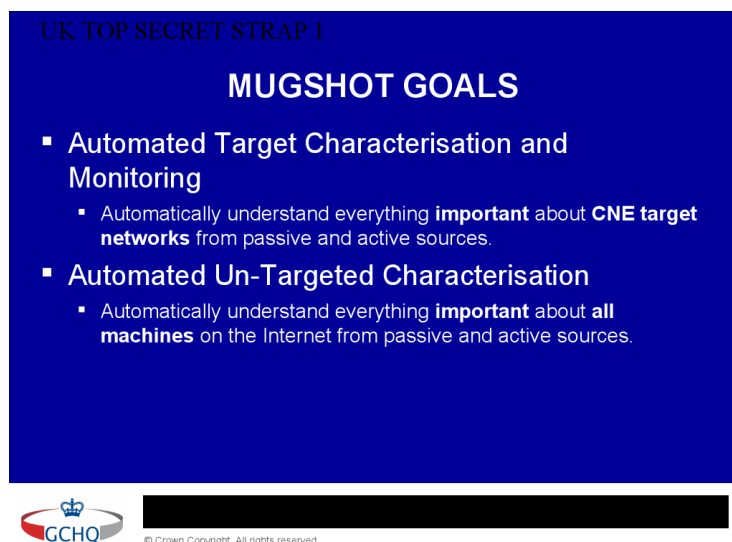 UK TOP SECRET STRAP 1
MUGSHOT GOALS
▪ Automated Target Characterisation and
Monitoring
▪ Automatically understand everything important about CNE target
networks from passive and active sources.
▪ Automated Un-Targeted Characterisation
▪ Automatically understand everything important about all
machines on the Internet from passive and active sources.
GCHQ
© Crown Copyright. All rights reserved